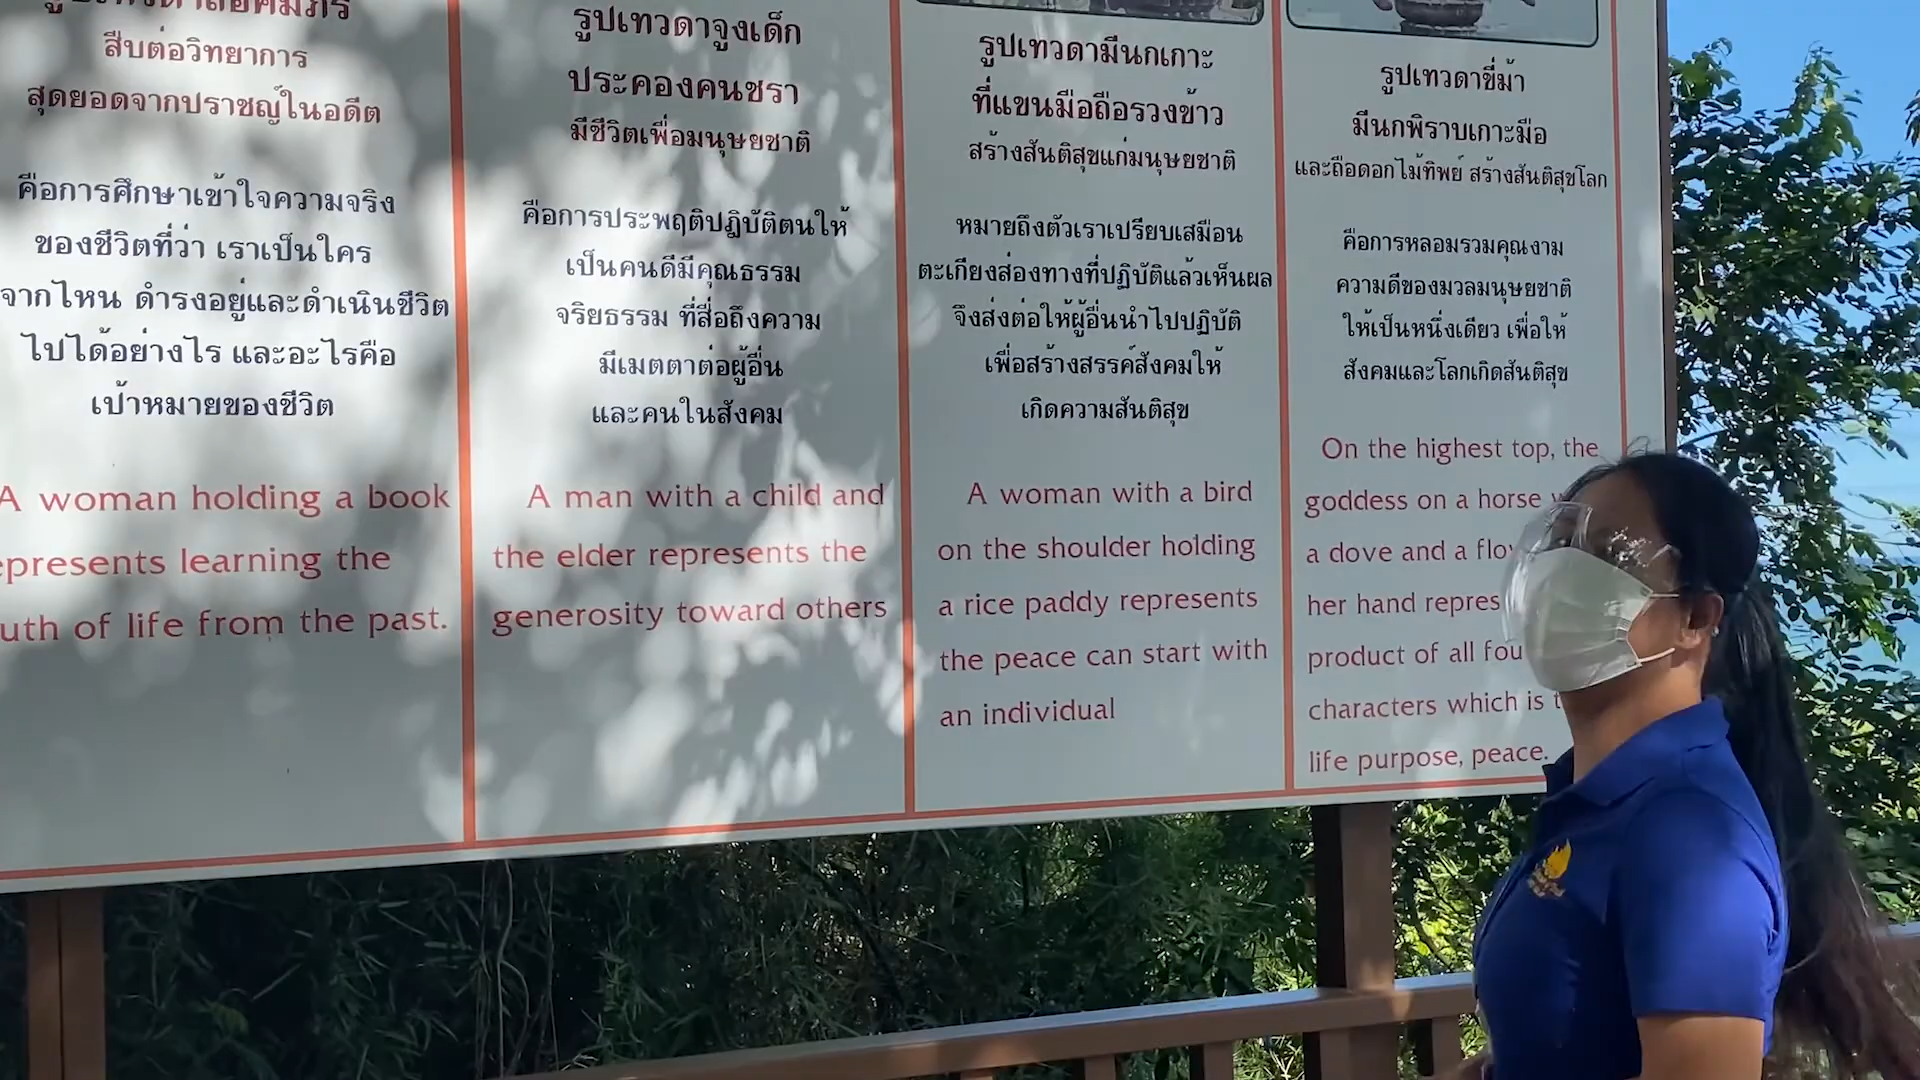 สืบต่อวิทยาการ
สุดยอดจากปราชญ์ในอดีต
คือการศึกษาเข้าใจความจริง
ของชีวิตที่ว่า เราเป็นใคร
จากไหน ดำรงอยู่และดำเนินชีวิต
ไปได้อย่างไร และอะไรคือ
เป้าหมายของชีวิต
A woman holding a book
learning the
of life from the past.
รูปเทวดาจูงเด็ก
ประคองคนชรา
มีชีวิตเพื่อมนุษยชาติ
คือการประพฤติปฏิบัติตนให้
เป็นคนดีมีคุณธรรม
จริยธรรม ที่สื่อถึงความ
มีเมตตาต่อผู้อื่น
และคนในสังคม
A man with a child and
the elder represents the
generosity toward others
รูปเทวดามีนกเกาะ
ที่แขนมือถือรวงข้าว
สร้างสันติสุขแก่มนุษยชาติ
หมายถึงตัวเราเปรียบเสมือน
ตะเกียงส่องทางที่ปฏิบัติแล้วเห็นผล
จึงส่งต่อให้ผู้อื่นนำไปปฏิบัติ
เพื่อสร้างสรรค์สังคมให้
เกิดความสันติสุข
A woman with a bird
on the shoulder holding
a rice paddy represents
the peace can start with
an individual
รูปเทวดาขี่ม้า
มีนกพิราบเกาะมือ
และถือดอกไม้ทิพย์ สร้างสันติสุขโลก
คือการหลอมรวมคุณงาม
ความดีของมวลมนุษยชาติ
ให้เป็นหนึ่งเดียว เพื่อให้
สังคมและโลกเกิดสันติสุข
On the highest top, the
goddess on a horse
a dove and a
her hand
product of all
characters which is
life purpose, peace.